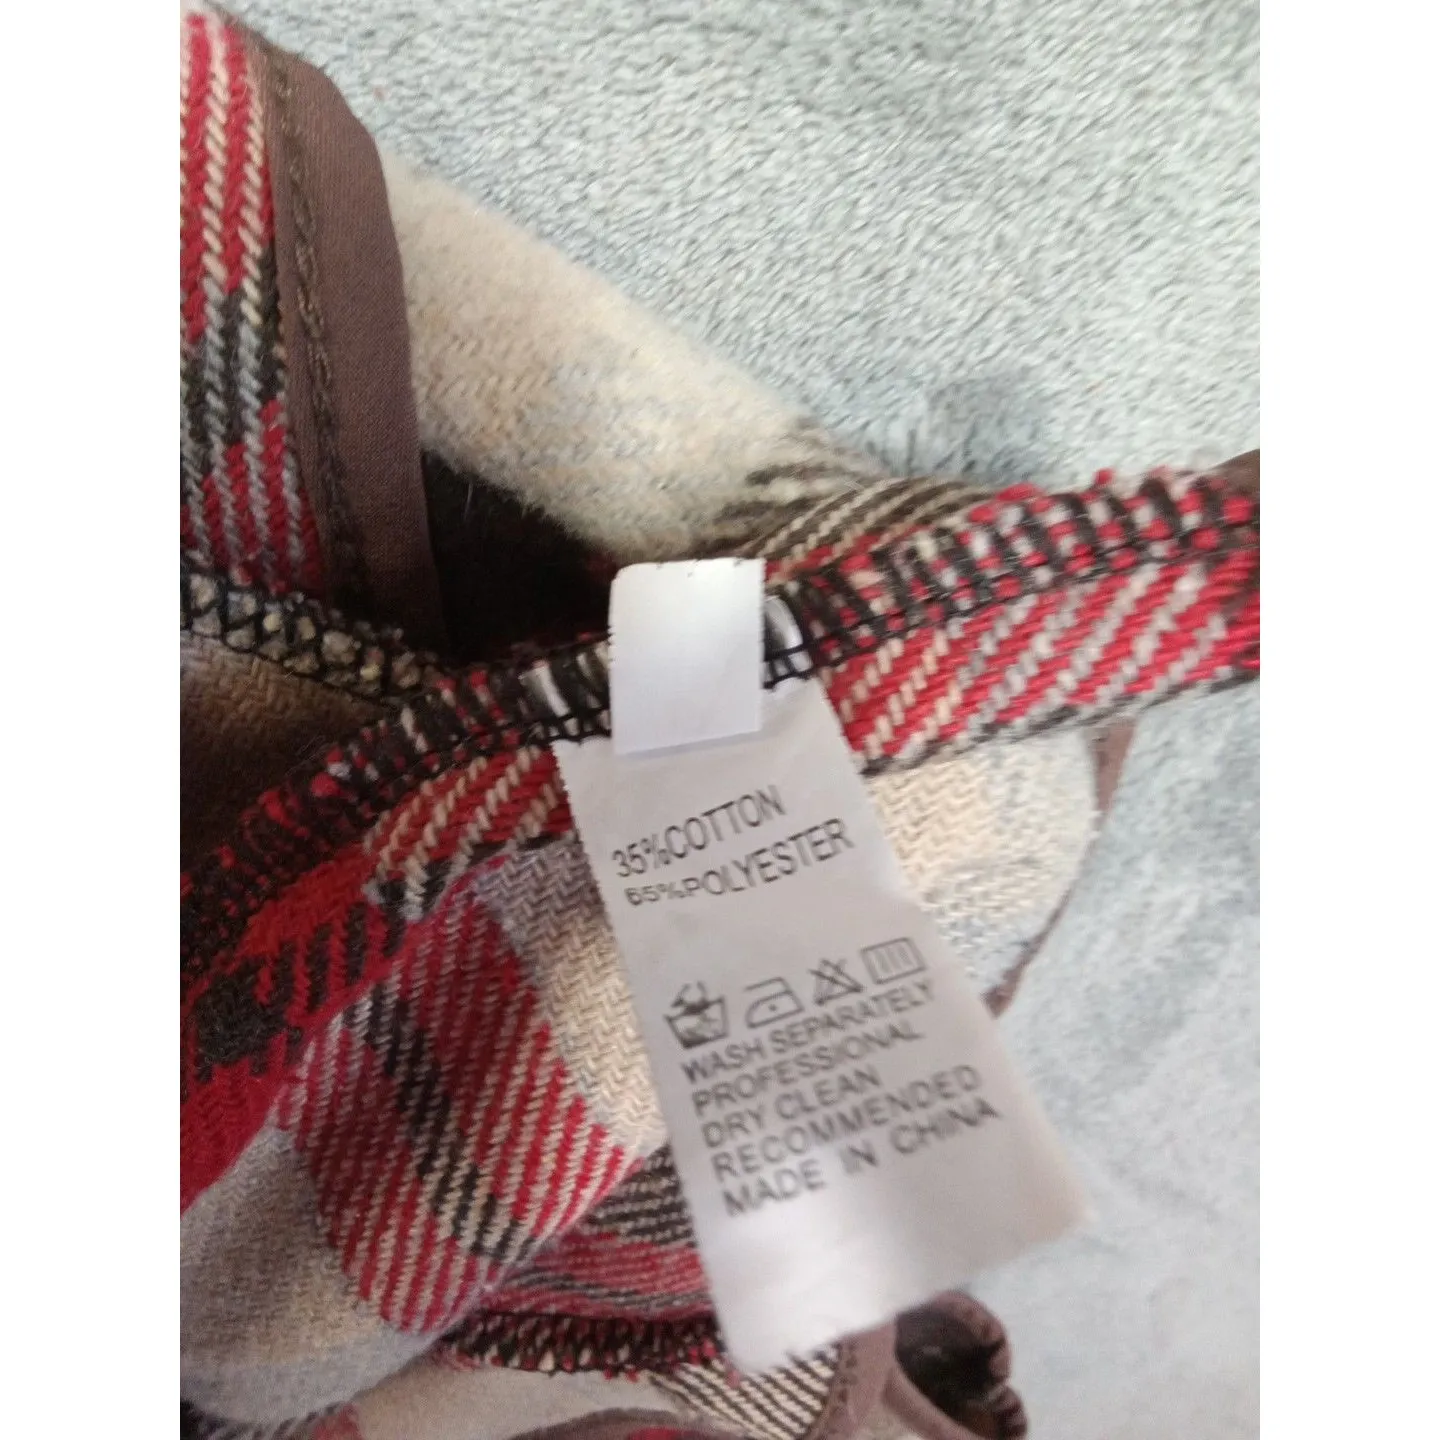 35%COTTON
65%POLYESTER
WASH SEPARATELY
PROFESSIONAL
DRY CLEAN
RECOMMENDED
MADE IN CHINA